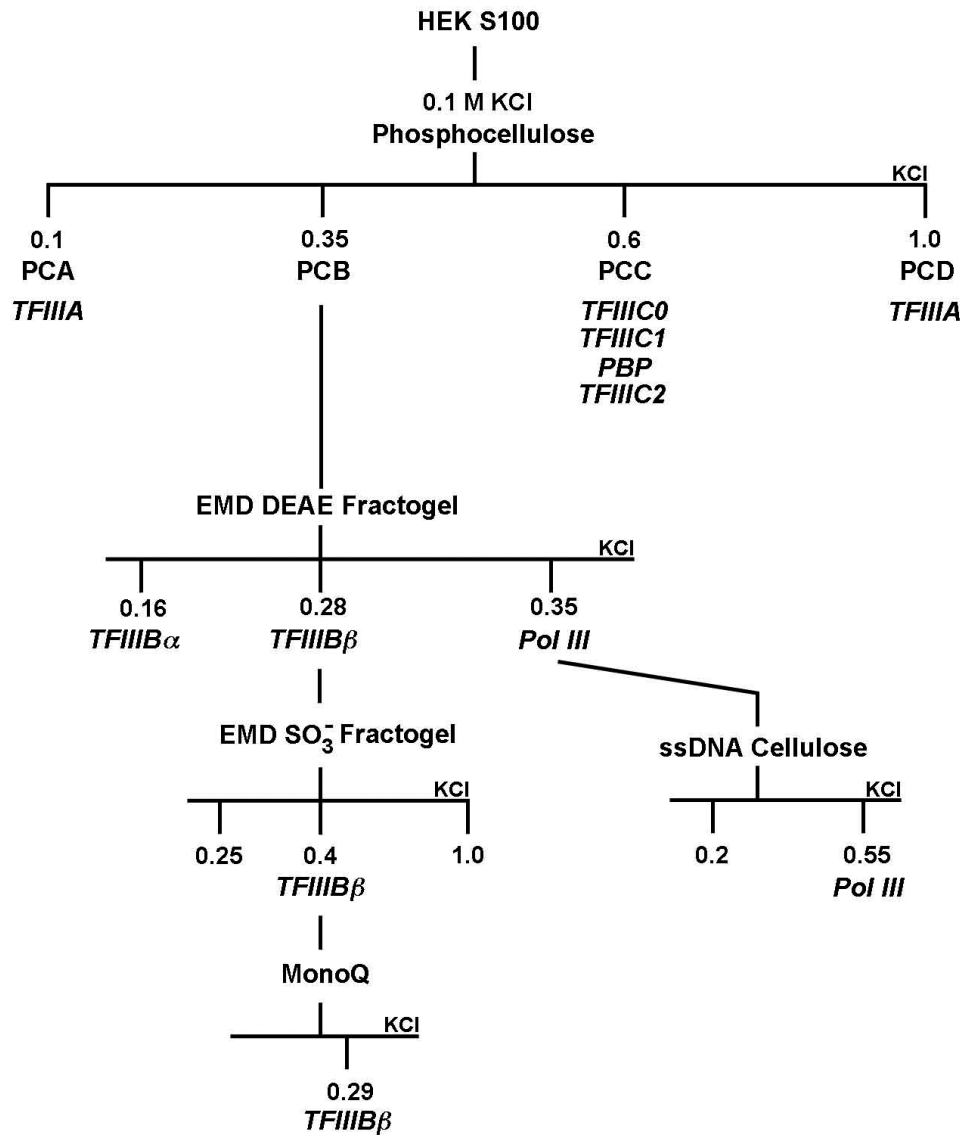 HEK S100
0.1 M KCl
Phosphocellulose
KCl
0.1 0.35 0.6 1.0
PCA PCB PCC PCD
TFIIIA TFIIIC0 TFIIIA
TFIIIC1
PBP
TFIIIC2
EMD DEAE Fractogel
KCl
0.16 0.28 0.35
TFIIIBα TFIIIBβ Pol III
EMD SO₃⁻ Fractogel ssDNA Cellulose
KCl KCl
0.25 0.4 1.0 0.2 0.55
TFIIIBβ Pol III
MonoQ
KCl
0.29
TFIIIBβ